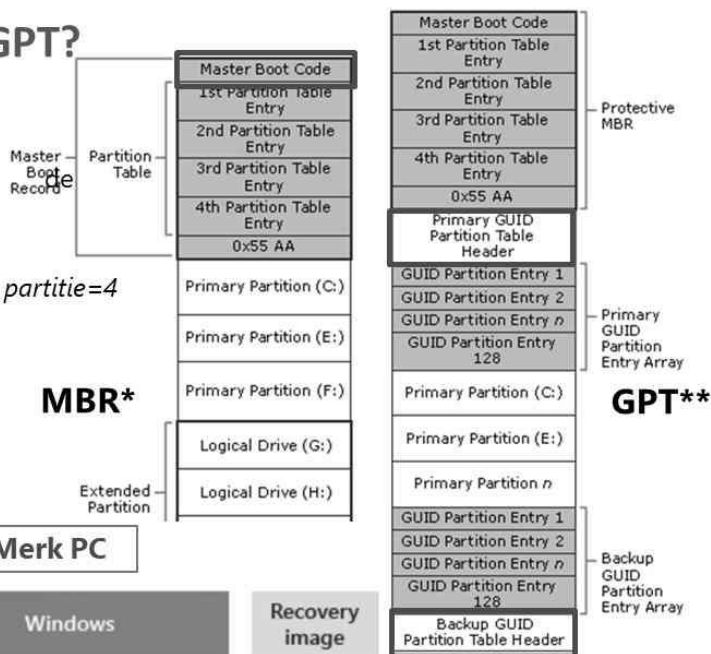 GPT?
Master Boot Code
1st Partition Table
Entry
2nd Partition Table
Entry
3rd Partition Table
Entry
4th Partition Table
Entry
0x55 AA
Master
Boot
Record
de
Partition
Table
partitie=4
Primary Partition (C:)
Primary Partition (E:)
Primary Partition (F:)
MBR*
Logical Drive (G:)
Logical Drive (H:)
Extended
Partition
Merk PC
Windows
Recovery
image
Master Boot Code
1st Partition Table
Entry
2nd Partition Table
Entry
3rd Partition Table
Entry
4th Partition Table
Entry
0x55 AA
Protective
MBR
Primary GUID
Partition Table
Header
GUID Partition Entry 1
GUID Partition Entry 2
GUID Partition Entry n
GUID Partition Entry
128
Primary
GUID
Partition
Entry Array
Primary Partition (C:)
GPT**
Primary Partition (E:)
Primary Partition n
GUID Partition Entry 1
GUID Partition Entry 2
GUID Partition Entry n
GUID Partition Entry
128
Backup
GUID
Partition
Entry Array
Backup GUID
Partition Table Header